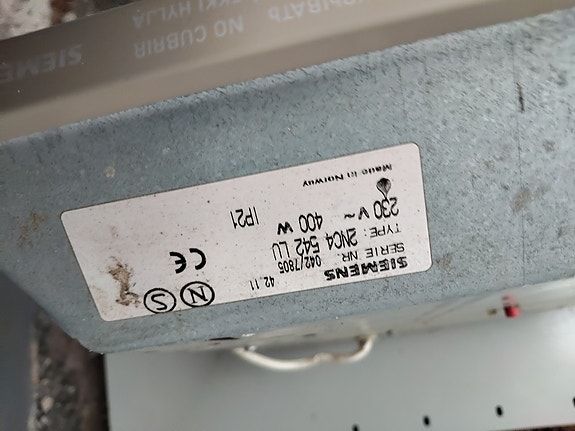 SIEMENS 42.11
SERIE NR. 042/7805
TYPE: 2NC4 542 LU
230 V ~ 400 W IP21
Made in Norway
CE
N S
SIEMENS NO CUBRIR